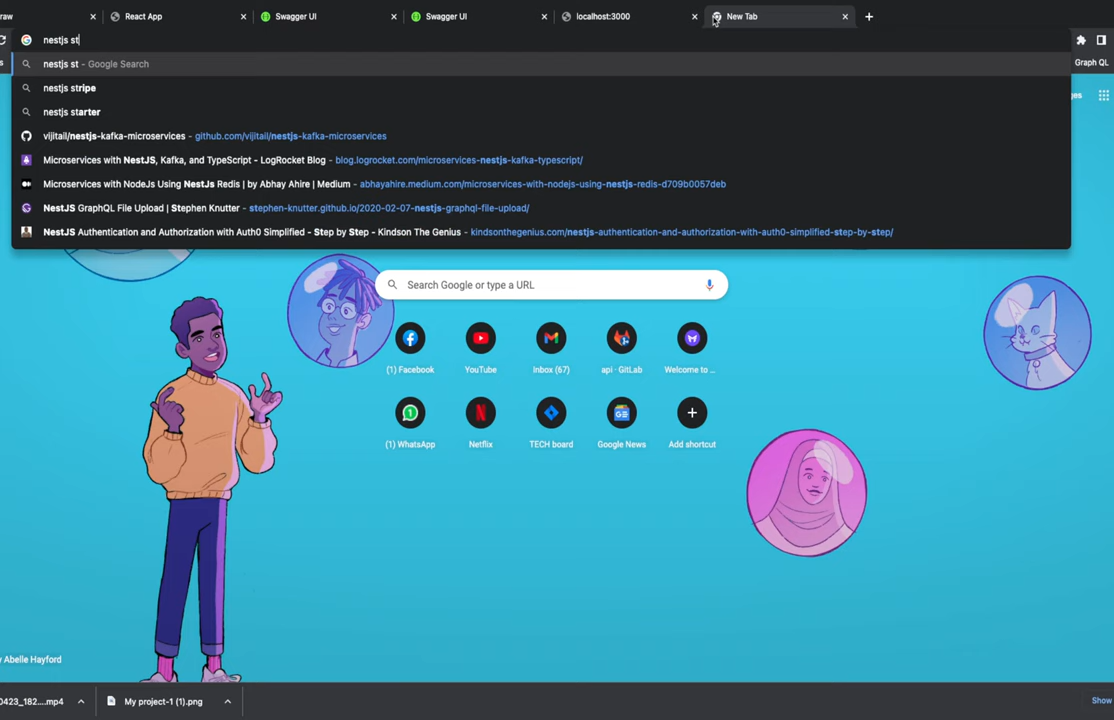 raw
React App
Swagger UI
Swagger UI
localhost:3000
New Tab
nestjs st
s
Graph QL
nestjs st - Google Search
nestjs stripe
nestjs starter
vijitail/nestjs-kafka-microservices - github.com/vijitail/nestjs-kafka-microservices
Microservices with NestJS, Kafka, and TypeScript - LogRocket Blog - blog.logrocket.com/microservices-nestjs-kafka-typescript/
Microservices with NodeJs Using NestJs Redis | by Abhay Ahire | Medium - abhayahire.medium.com/microservices-with-nodejs-using-nestjs-redis-d709b0057deb
NestJS GraphQL File Upload | Stephen Knutter - stephen-knutter.github.io/2020-02-07-nestjs-graphql-file-upload/
NestJS Authentication and Authorization with Auth0 Simplified - Step by Step - Kindson The Genius - kindsonthegenius.com/nestjs-authentication-and-authorization-with-auth0-simplified-step-by-step/
ges
Search Google or type a URL
(1) Facebook
YouTube
Inbox (67)
api · GitLab
Welcome to ...
(1) WhatsApp
Netflix
TECH board
Google News
Add shortcut
y Abelle Hayford
0423_182....mp4
My project-1 (1).png
Show